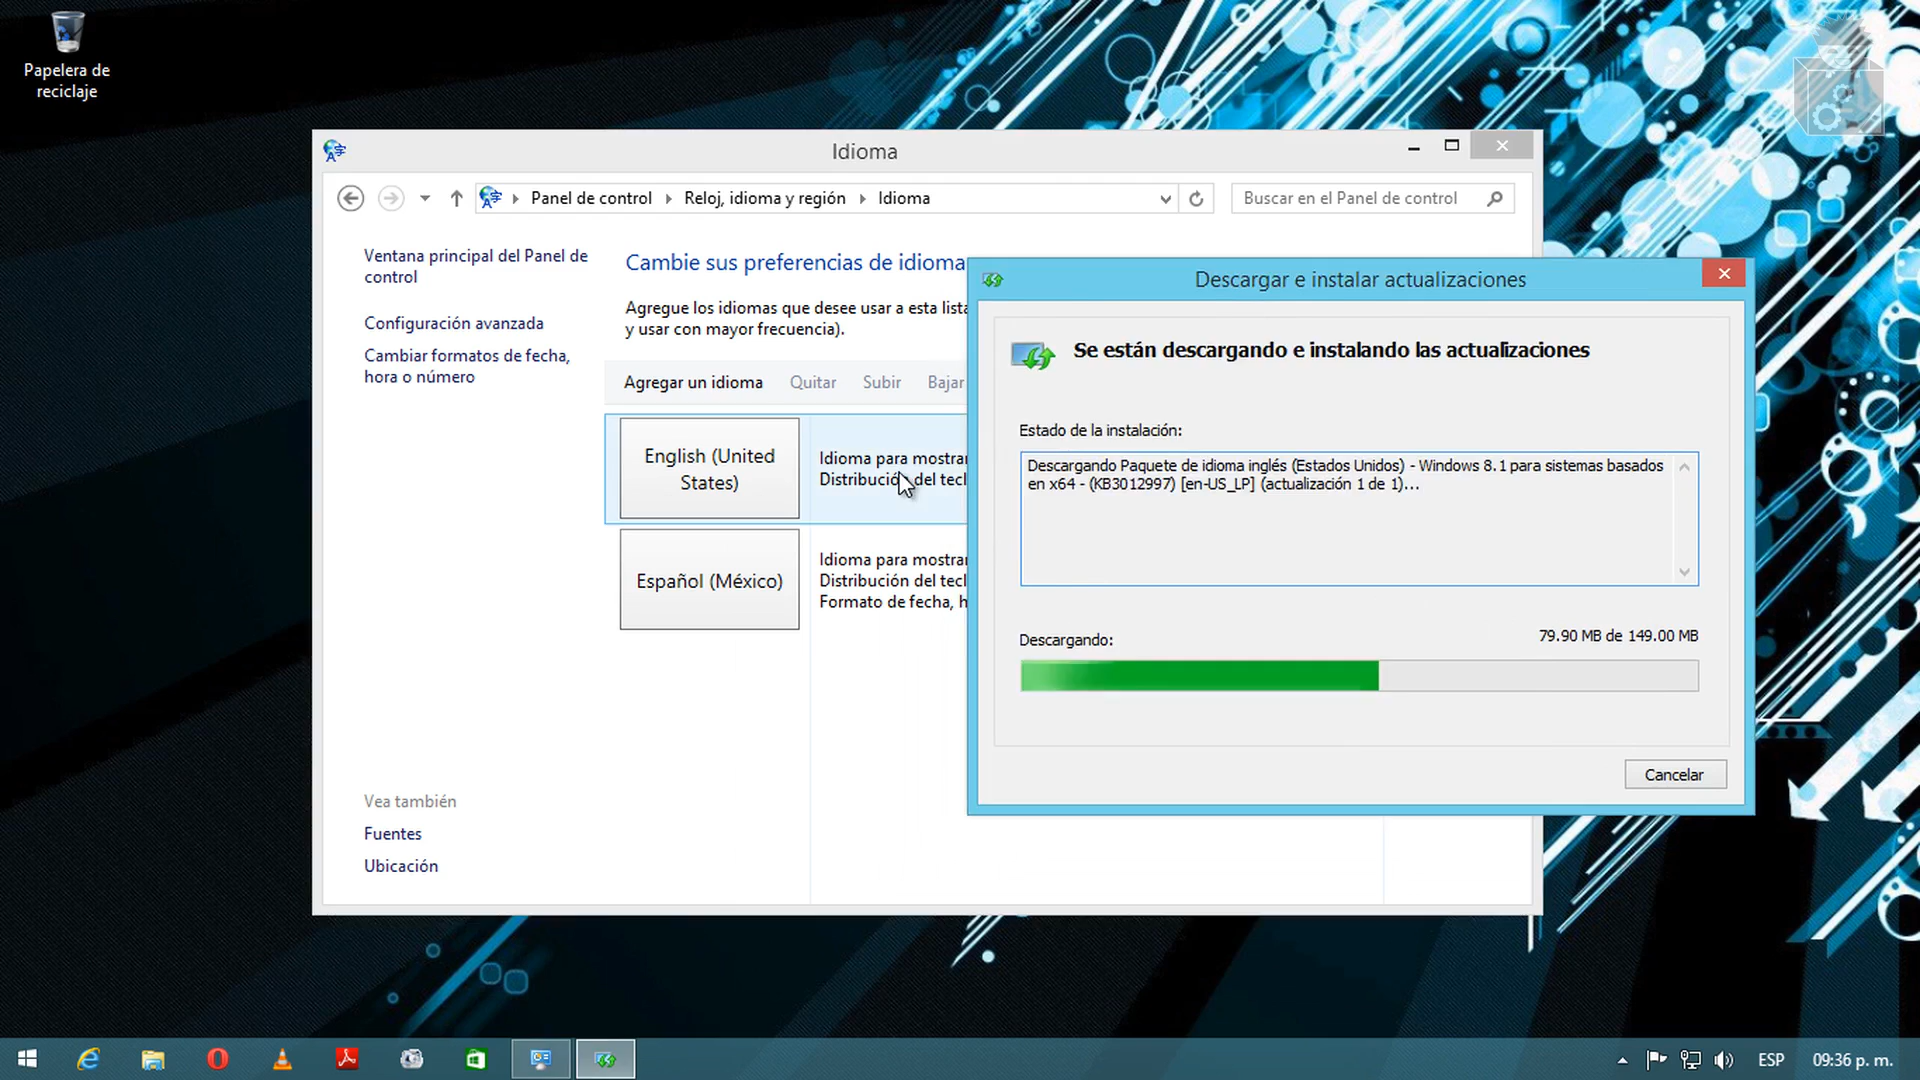 Papelera de
reciclaje
Idioma
Panel de control
Reloj, idioma y región
Idioma
Buscar en el Panel de control
Ventana principal del Panel de
control
Configuración avanzada
Cambiar formatos de fecha,
hora o número
Vea también
Fuentes
Ubicación
Cambie sus preferencias de idioma
Agregue los idiomas que desee usar a esta lista
y usar con mayor frecuencia).
Agregar un idioma
Quitar
Subir
Bajar
English (United
States)
Idioma para mostrar
Distribución del tecl
Español (México)
Idioma para mostrar
Distribución del tecl
Formato de fecha, h
Descargar e instalar actualizaciones
Se están descargando e instalando las actualizaciones
Estado de la instalación:
Descargando Paquete de idioma inglés (Estados Unidos) - Windows 8.1 para sistemas basados
en x64 - (KB3012997) [en-US_LP] (actualización 1 de 1)...
Descargando:
79.90 MB de 149.00 MB
Cancelar
ESP
09:36 p. m.